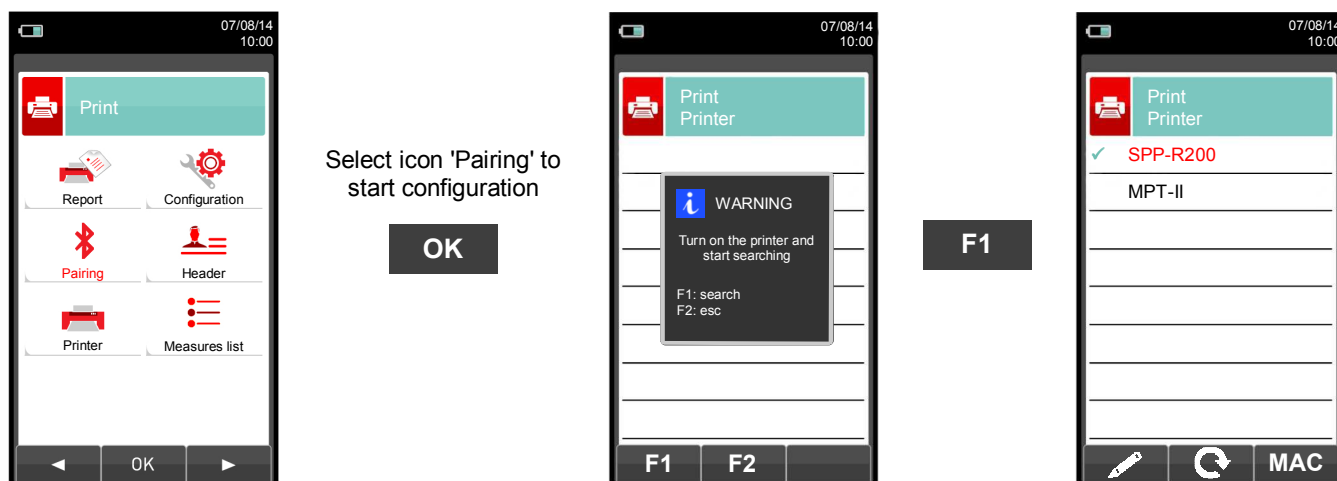 07/08/14
10:00
Print
Report
Configuration
Pairing
Header
Printer
Measures list
OK
Select icon 'Pairing' to
start configuration
OK
07/08/14
10:00
Print
Printer
i WARNING
Turn on the printer and
start searching
F1: search
F2: esc
F1 F2
F1
07/08/14
10:00
Print
Printer
✓ SPP-R200
MPT-II
MAC